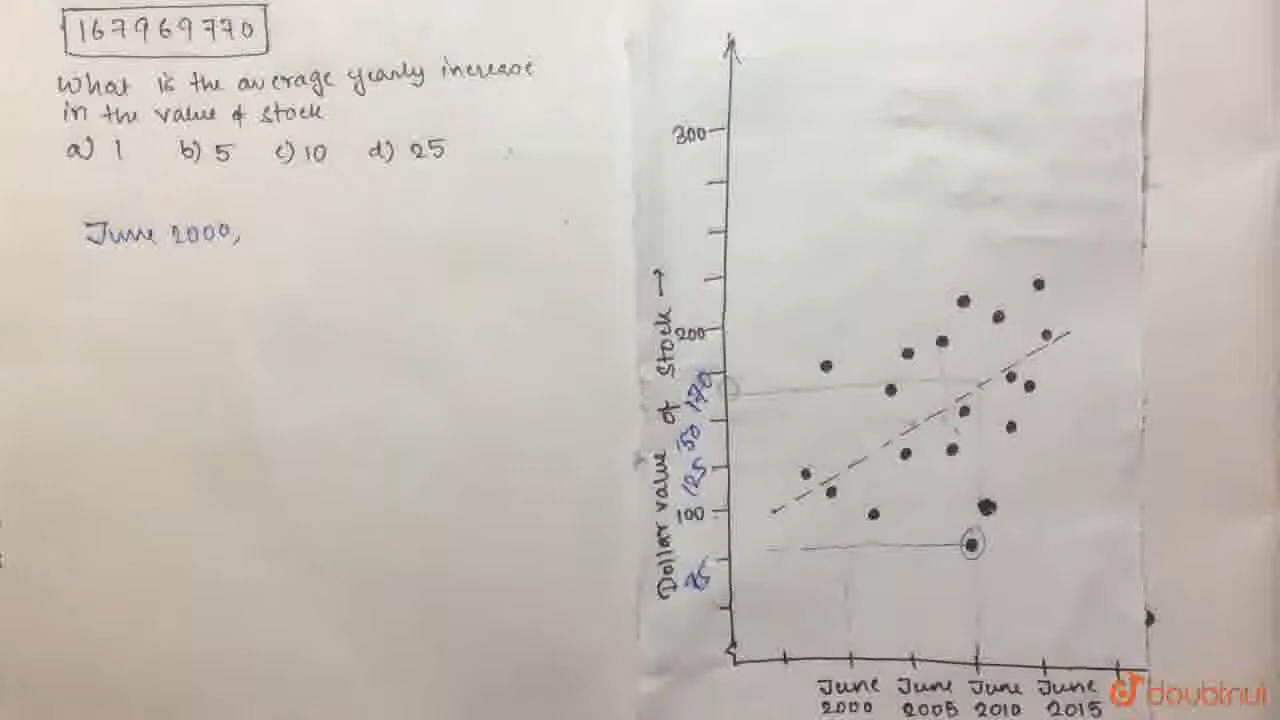 167969770
What is the average yearly increase
in the value of stock
a) 1 b) 5 c) 10 d) 25
June 2000,
300
200
170
150
125
100
75
Dollar value of stock →
June June June June
2000 2005 2010 2015
doubtnut